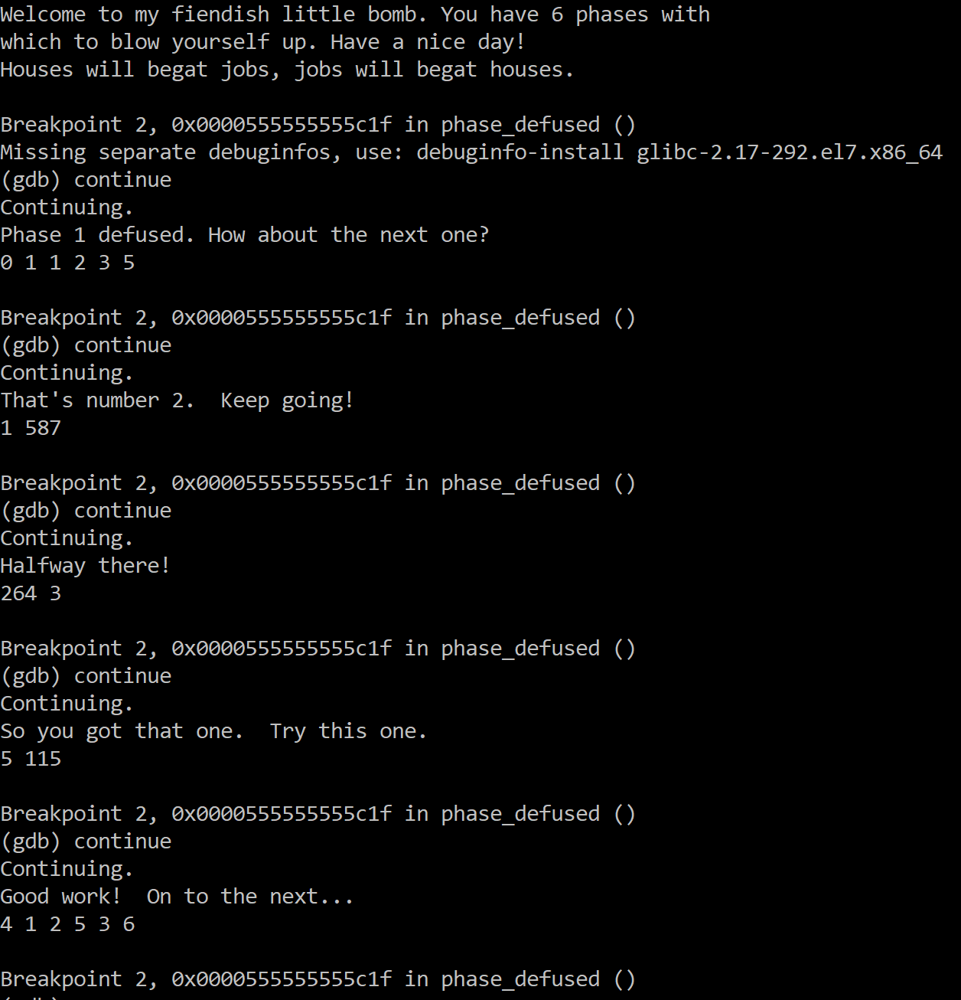 Welcome to my fiendish little bomb. You have 6 phases with
which to blow yourself up. Have a nice day!
Houses will begat jobs, jobs will begat houses.
Breakpoint 2, 0x0000555555555c1f in phase_defused ()
Missing separate debuginfos, use: debuginfo-install glibc-2.17-292.el7.x86_64
(gdb) continue
Continuing.
Phase 1 defused. How about the next one?
0 1 1 2 3 5
Breakpoint 2, 0x0000555555555c1f in phase_defused ()
(gdb) continue
Continuing.
That's number 2.  Keep going!
1 587
Breakpoint 2, 0x0000555555555c1f in phase_defused ()
(gdb) continue
Continuing.
Halfway there!
264 3
Breakpoint 2, 0x0000555555555c1f in phase_defused ()
(gdb) continue
Continuing.
So you got that one.  Try this one.
5 115
Breakpoint 2, 0x0000555555555c1f in phase_defused ()
(gdb) continue
Continuing.
Good work!  On to the next...
4 1 2 5 3 6
Breakpoint 2, 0x0000555555555c1f in phase_defused ()